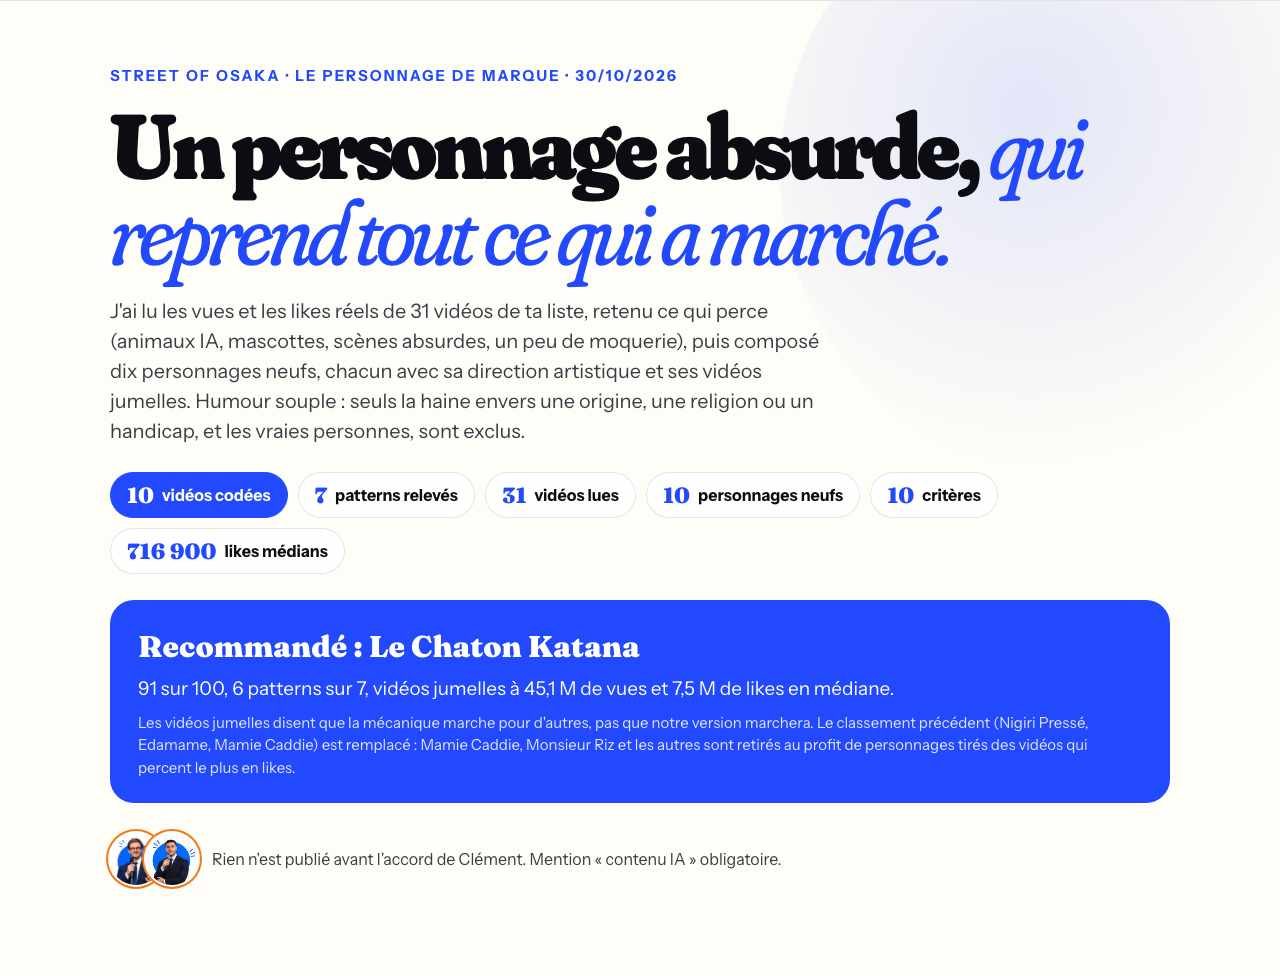 STREET OF OSAKA · LE PERSONNAGE DE MARQUE · 30/10/2026
Un personnage absurde, qui
reprend tout ce qui a marché.
J'ai lu les vues et les likes réels de 31 vidéos de ta liste, retenu ce qui perce
(animaux IA, mascottes, scènes absurdes, un peu de moquerie), puis composé
dix personnages neufs, chacun avec sa direction artistique et ses vidéos
jumelles. Humour souple : seuls la haine envers une origine, une religion ou un
handicap, et les vraies personnes, sont exclus.
10 vidéos codées 7 patterns relevés 31 vidéos lues 10 personnages neufs 10 critères
716 900 likes médians
Recommandé : Le Chaton Katana
91 sur 100, 6 patterns sur 7, vidéos jumelles à 45,1 M de vues et 7,5 M de likes en médiane.
Les vidéos jumelles disent que la mécanique marche pour d'autres, pas que notre version marchera. Le classement précédent (Nigiri Pressé,
Edamame, Mamie Caddie) est remplacé : Mamie Caddie, Monsieur Riz et les autres sont retirés au profit de personnages tirés des vidéos qui
percent le plus en likes.
Rien n'est publié avant l'accord de Clément. Mention « contenu IA » obligatoire.